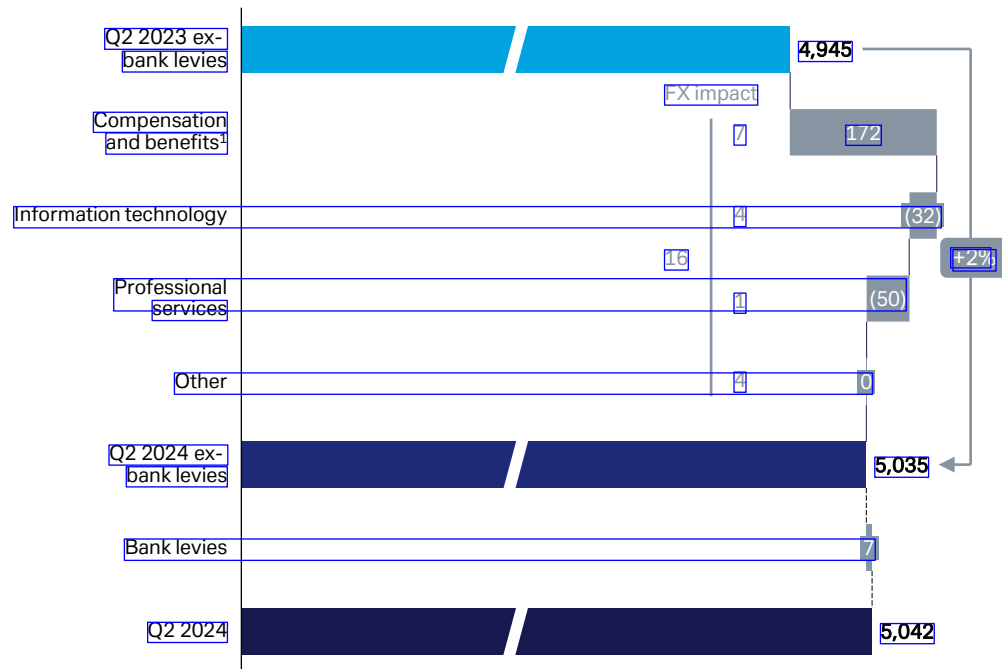 Q2 2023 ex-
bank levies
4,945
FX impact
Compensation
and benefits¹
7
172
Information technology
4
(32)
16
+2%
Professional
services
1
(50)
Other
4
0
Q2 2024 ex-
bank levies
5,035
Bank levies
7
Q2 2024
5,042